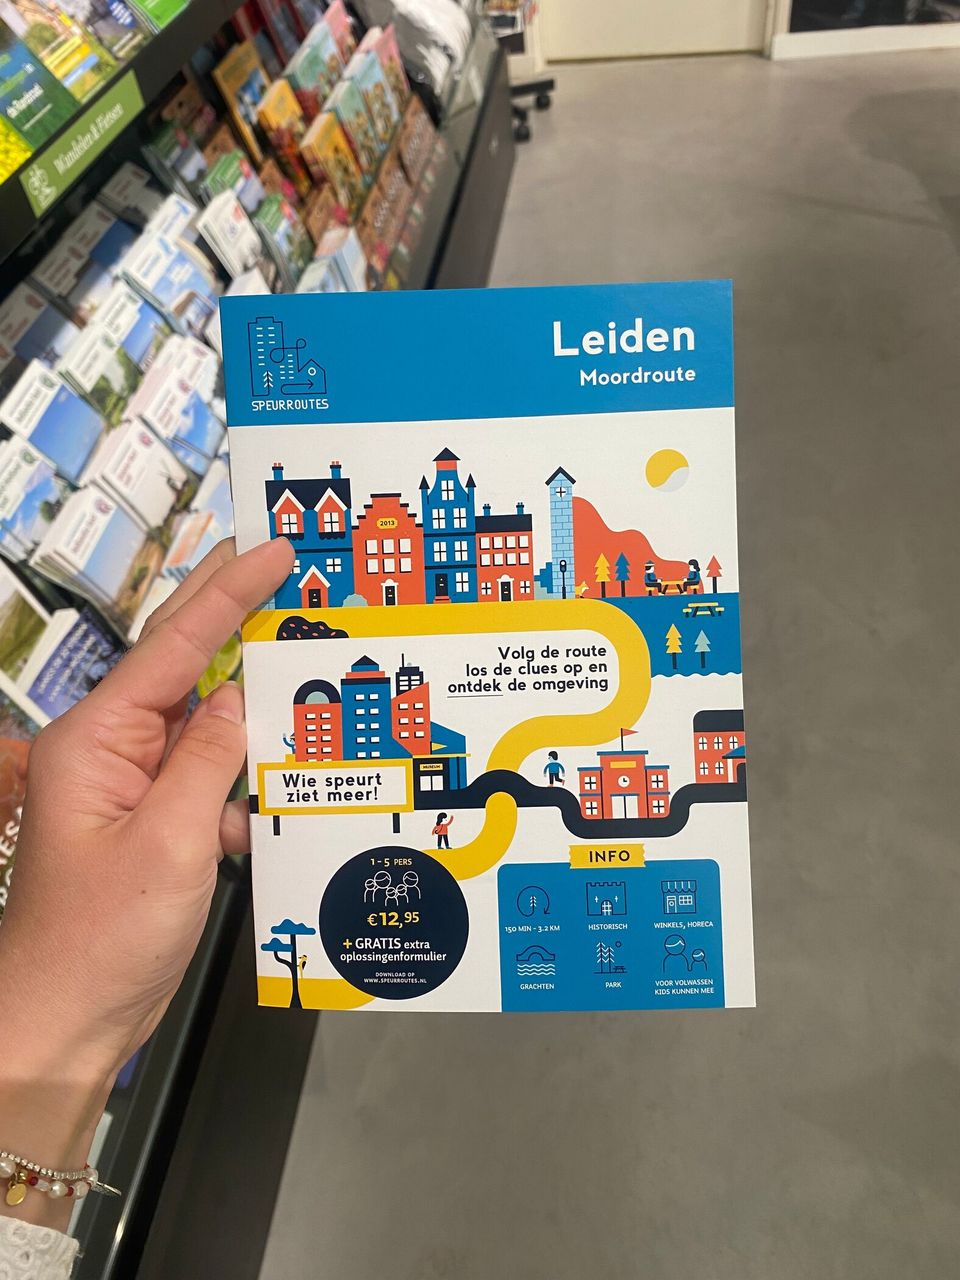 Wandelen & Fietsen
Leiden
Moordroute
SPEURROUTES
2013
Volg de route
los de clues op en
ontdek de omgeving
MUSEUM
Wie speurt
ziet meer!
1 - 5 PERS
€12,95
+ GRATIS extra
oplossingenformulier
DOWNLOAD OP
WWW.SPEURROUTES.NL
INFO
150 MIN - 3.2 KM
HISTORISCH
WINKELS, HORECA
GRACHTEN
PARK
VOOR VOLWASSEN
KIDS KUNNEN MEE